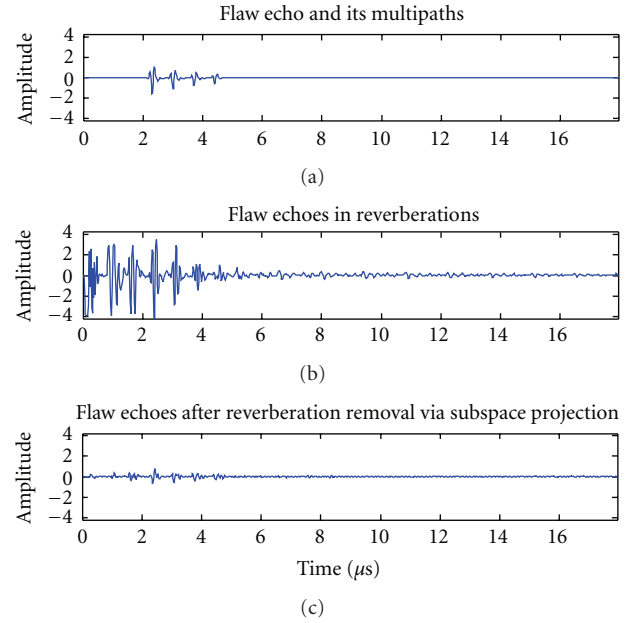 Flaw echo and its multipaths
Amplitude
4
2
0
−2
−4
0 2 4 6 8 10 12 14 16
(a)
Flaw echoes in reverberations
Amplitude
4
2
0
−2
−4
0 2 4 6 8 10 12 14 16
(b)
Flaw echoes after reverberation removal via subspace projection
Amplitude
4
2
0
−2
−4
0 2 4 6 8 10 12 14 16
Time (μs)
(c)